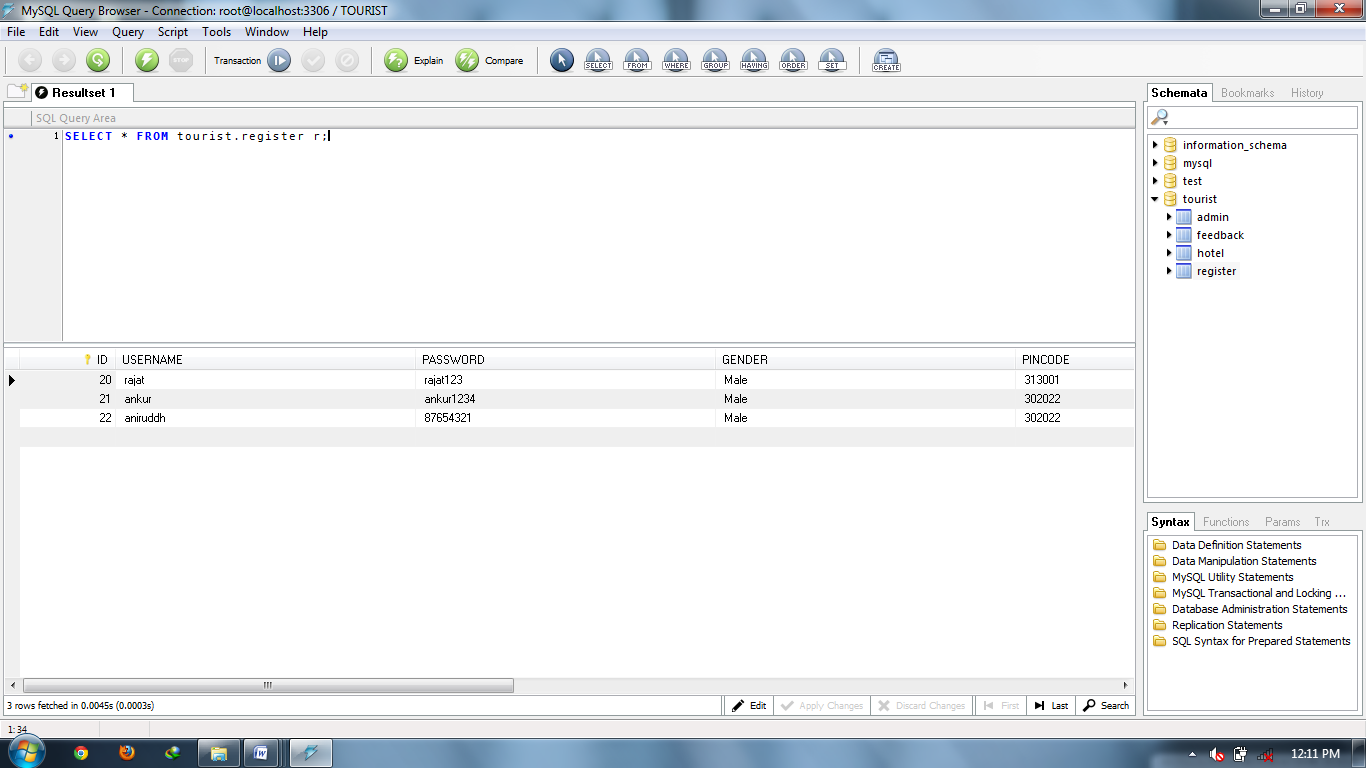 MySQL Query Browser - Connection: root@localhost:3306 / TOURIST
File Edit View Query Script Tools Window Help
STOP Transaction Explain Compare SELECT FROM WHERE GROUP HAVING ORDER SET CREATE
Resultset 1
SQL Query Area
1 SELECT * FROM tourist.register r;
ID USERNAME PASSWORD GENDER PINCODE
20 rajat rajat123 Male 313001
21 ankur ankur1234 Male 302022
22 aniruddh 87654321 Male 302022
3 rows fetched in 0.0045s (0.0003s) Edit Apply Changes Discard Changes First Last Search
1:34
Schemata Bookmarks History
information_schema
mysql
test
tourist
admin
feedback
hotel
register
Syntax Functions Params Trx
Data Definition Statements
Data Manipulation Statements
MySQL Utility Statements
MySQL Transactional and Locking ...
Database Administration Statements
Replication Statements
SQL Syntax for Prepared Statements
12:11 PM